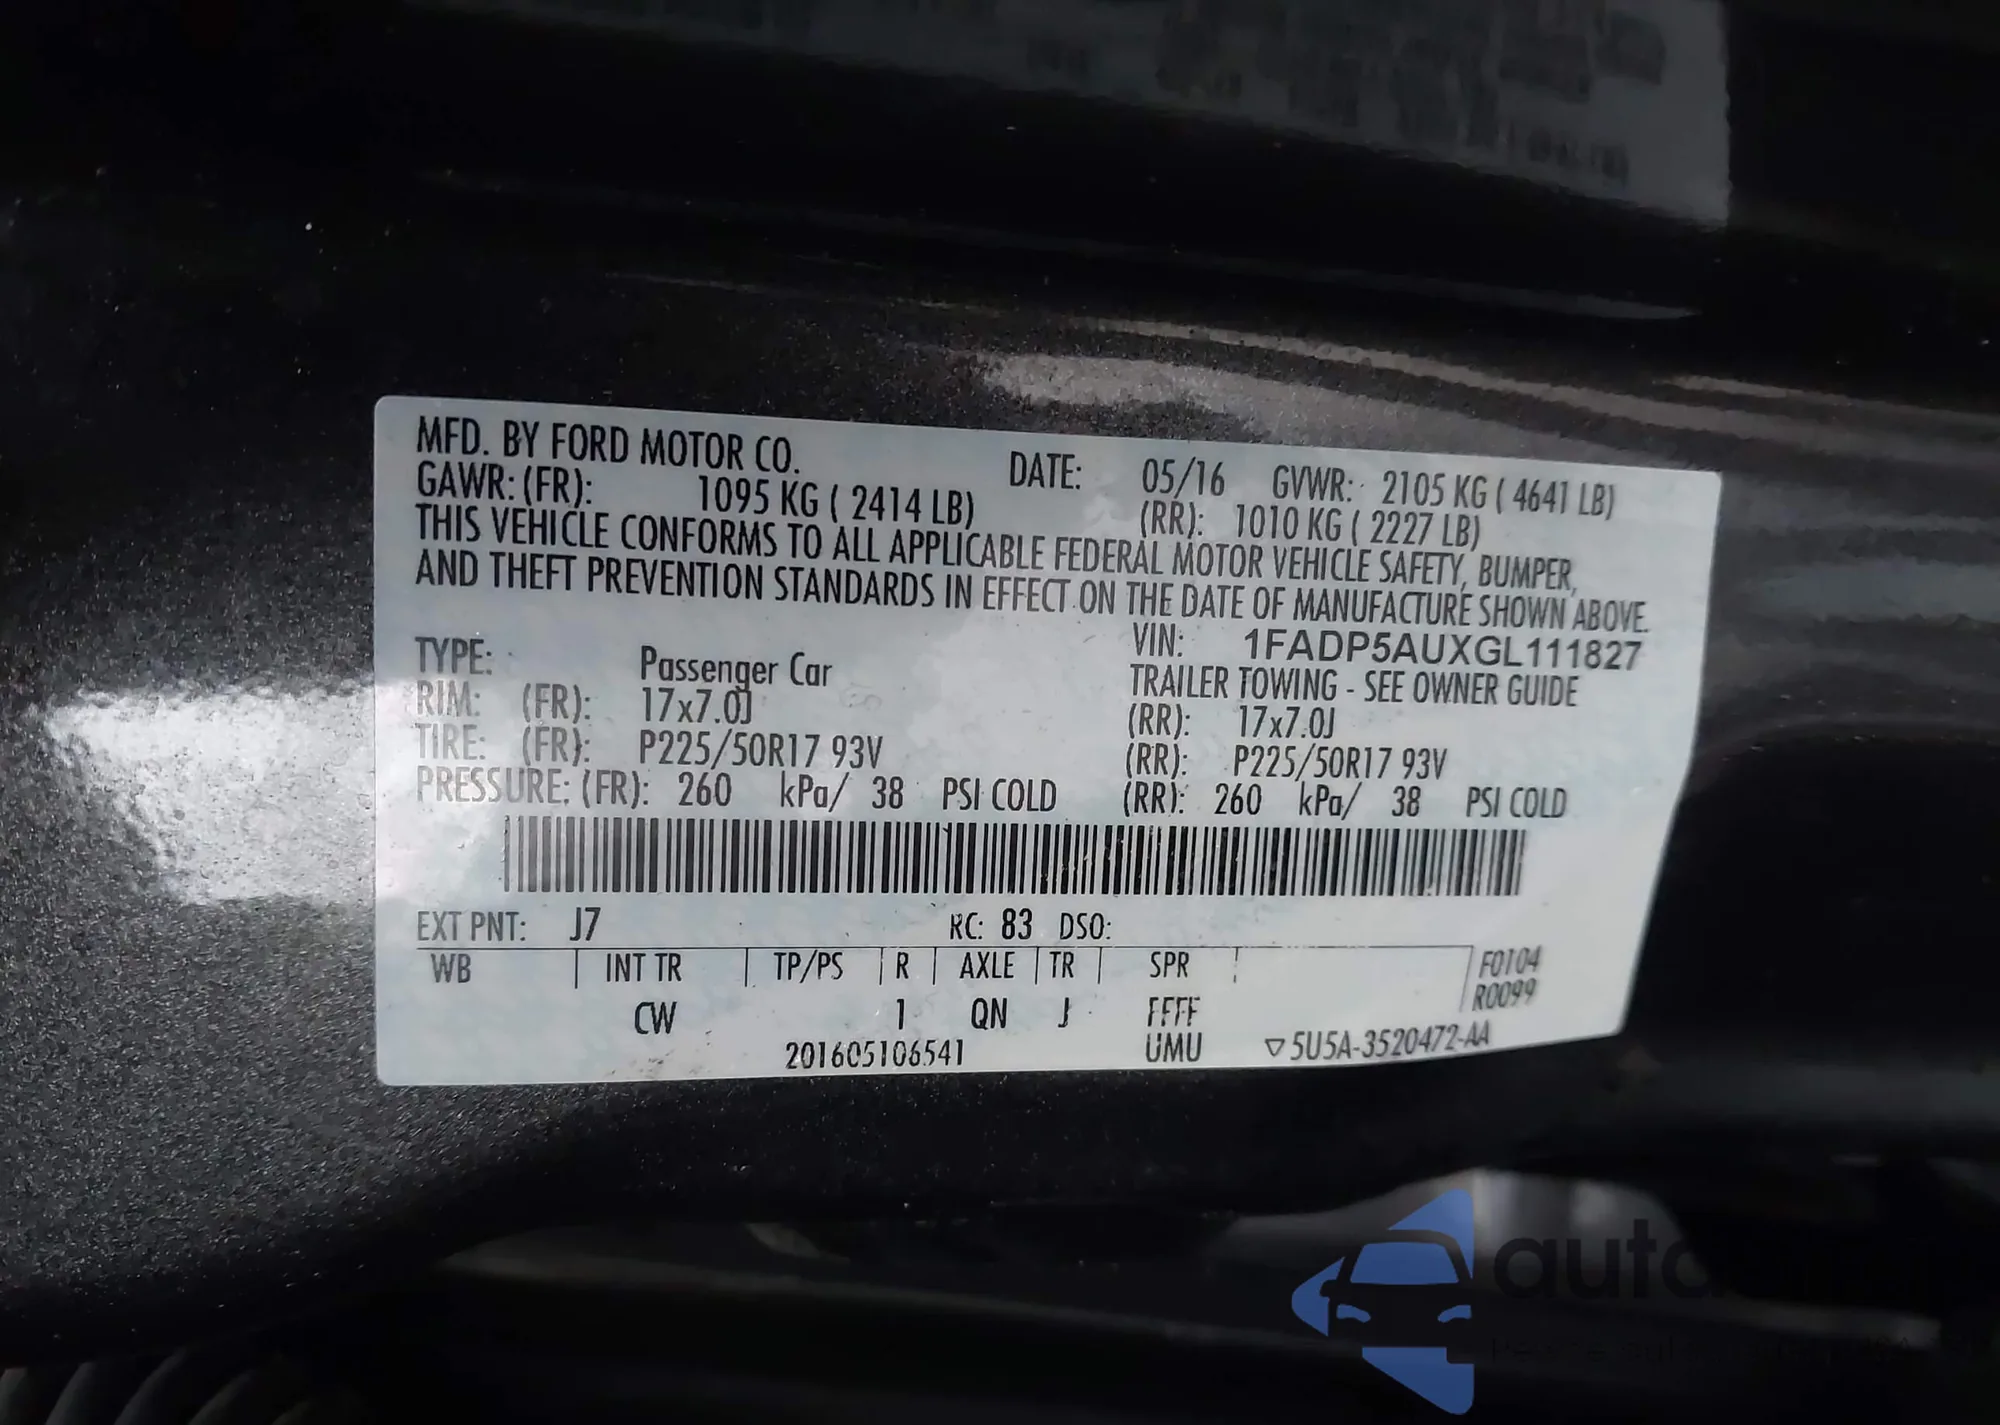 MFD. BY FORD MOTOR CO. DATE: 05/16 GVWR: 2105 KG ( 4641 LB)
GAWR: (FR): 1095 KG ( 2414 LB) (RR): 1010 KG ( 2227 LB)
THIS VEHICLE CONFORMS TO ALL APPLICABLE FEDERAL MOTOR VEHICLE SAFETY, BUMPER,
AND THEFT PREVENTION STANDARDS IN EFFECT ON THE DATE OF MANUFACTURE SHOWN ABOVE.
VIN: 1FADP5AUXGL111827
TYPE: Passenger Car TRAILER TOWING - SEE OWNER GUIDE
RIM: (FR): 17x7.0J (RR): 17x7.0J
TIRE: (FR): P225/50R17 93V (RR): P225/50R17 93V
PRESSURE: (FR): 260 kPa/ 38 PSI COLD (RR): 260 kPa/ 38 PSI COLD
EXT PNT: J7 RC: 83 DSO:
WB INT TR TP/PS R AXLE TR SPR F0104
R0099
CW 1 QN J FFFF
201605106541 UMU ▽5U5A-3520472-AA